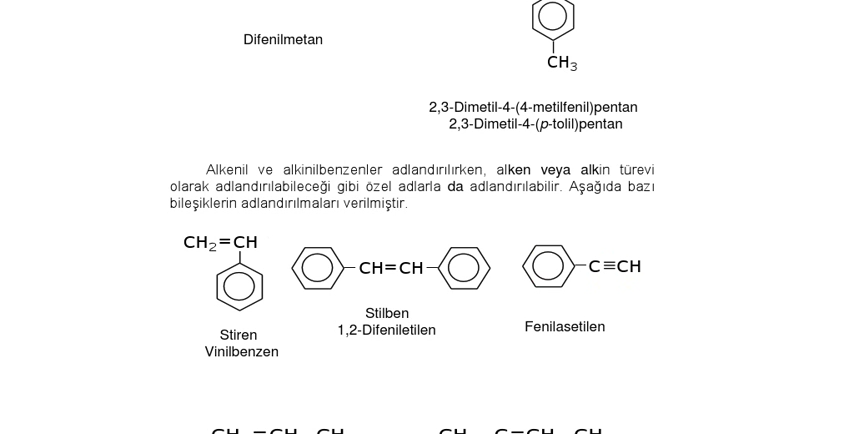 Difenilmetan
CH3
2,3-Dimetil-4-(4-metilfenil)pentan
2,3-Dimetil-4-(p-tolil)pentan
Alkenil ve alkinilbenzenler adlandırılırken, alken veya alkin türevi
olarak adlandırılabileceği gibi özel adlarla da adlandırılabilir. Aşağıda bazı
bileşiklerin adlandırılmaları verilmiştir.
CH2=CH
CH=CH
C≡CH
Stiren
Vinilbenzen
Stilben
1,2-Difeniletilen
Fenilasetilen